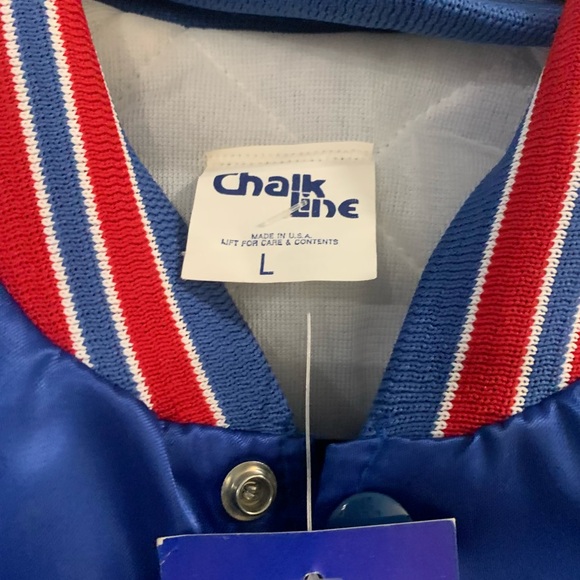 Chalk
Line
MADE IN U.S.A.
LIFT FOR CARE & CONTENTS
L